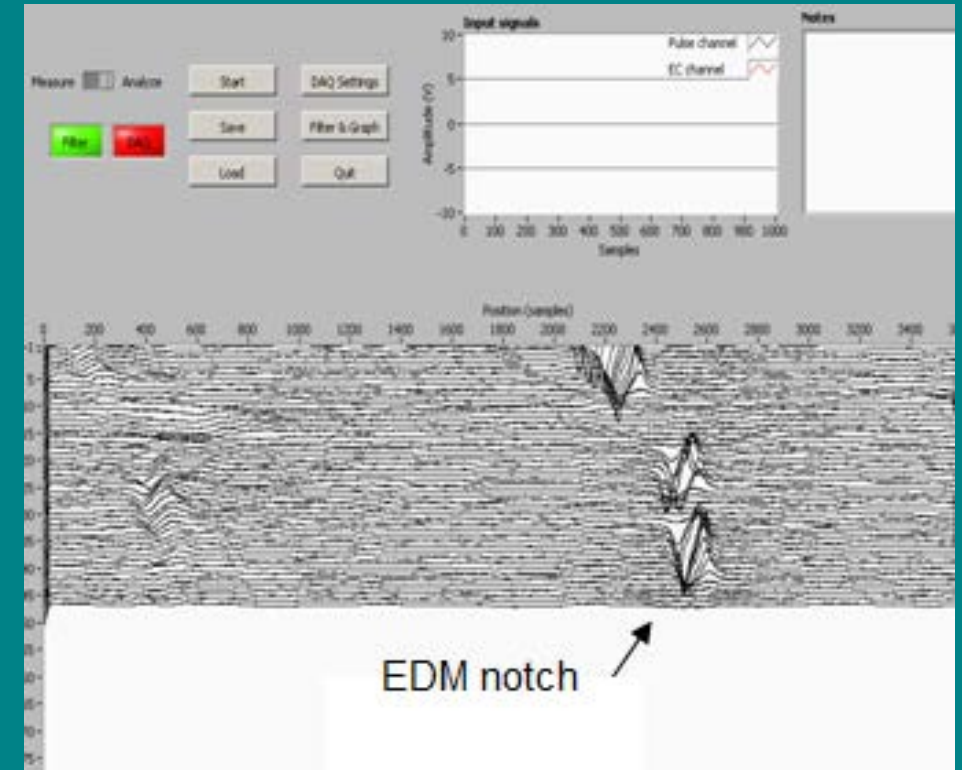 Input signals
Notes
Pulse channel
EC channel
10
5
0
-5
-10
Amplitude (V)
0 100 200 300 400 500 600 700 800 900 1000
Samples
Measure Analyze
Start DAQ Settings
Filter DAQ
Save Filter & Graph
Load Quit
Position (samples)
0 200 400 600 800 1000 1200 1400 1600 1800 2000 2200 2400 2600 2800 3000 3200 3400
EDM notch